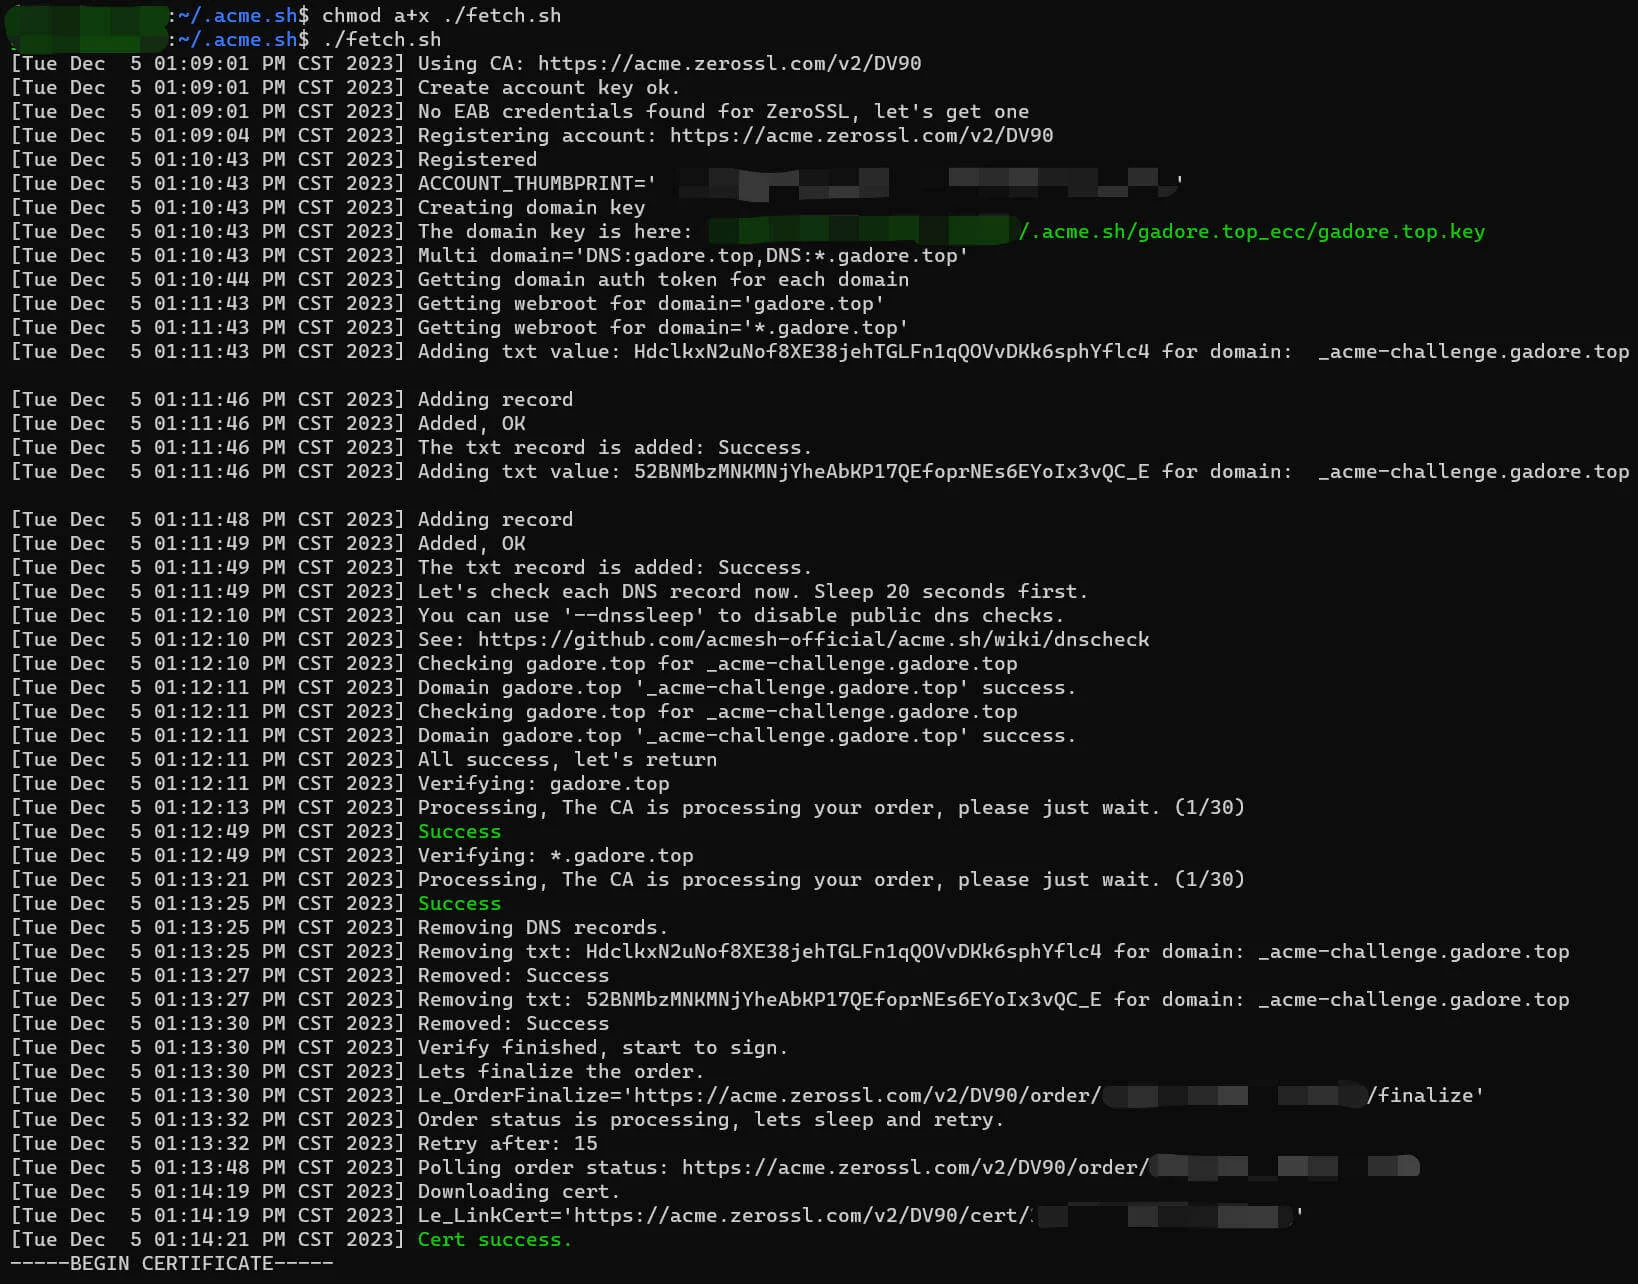 :~/.acme.sh$ chmod a+x ./fetch.sh
:~/.acme.sh$ ./fetch.sh
[Tue Dec  5 01:09:01 PM CST 2023] Using CA: https://acme.zerossl.com/v2/DV90
[Tue Dec  5 01:09:01 PM CST 2023] Create account key ok.
[Tue Dec  5 01:09:01 PM CST 2023] No EAB credentials found for ZeroSSL, let's get one
[Tue Dec  5 01:09:04 PM CST 2023] Registering account: https://acme.zerossl.com/v2/DV90
[Tue Dec  5 01:10:43 PM CST 2023] Registered
[Tue Dec  5 01:10:43 PM CST 2023] ACCOUNT_THUMBPRINT=' '
[Tue Dec  5 01:10:43 PM CST 2023] Creating domain key
[Tue Dec  5 01:10:43 PM CST 2023] The domain key is here: /.acme.sh/gadore.top_ecc/gadore.top.key
[Tue Dec  5 01:10:43 PM CST 2023] Multi domain='DNS:gadore.top,DNS:*.gadore.top'
[Tue Dec  5 01:10:44 PM CST 2023] Getting domain auth token for each domain
[Tue Dec  5 01:11:43 PM CST 2023] Getting webroot for domain='gadore.top'
[Tue Dec  5 01:11:43 PM CST 2023] Getting webroot for domain='*.gadore.top'
[Tue Dec  5 01:11:43 PM CST 2023] Adding txt value: HdclkxN2uNof8XE38jehTGLFn1qQOVvDKk6sphYflc4 for domain:  _acme-challenge.gadore.top
[Tue Dec  5 01:11:46 PM CST 2023] Adding record
[Tue Dec  5 01:11:46 PM CST 2023] Added, OK
[Tue Dec  5 01:11:46 PM CST 2023] The txt record is added: Success.
[Tue Dec  5 01:11:46 PM CST 2023] Adding txt value: 52BNMbzMNKMNjYheAbKP17QEfoprNEs6EYoIx3vQC_E for domain:  _acme-challenge.gadore.top
[Tue Dec  5 01:11:48 PM CST 2023] Adding record
[Tue Dec  5 01:11:49 PM CST 2023] Added, OK
[Tue Dec  5 01:11:49 PM CST 2023] The txt record is added: Success.
[Tue Dec  5 01:11:49 PM CST 2023] Let's check each DNS record now. Sleep 20 seconds first.
[Tue Dec  5 01:12:10 PM CST 2023] You can use '--dnssleep' to disable public dns checks.
[Tue Dec  5 01:12:10 PM CST 2023] See: https://github.com/acmesh-official/acme.sh/wiki/dnscheck
[Tue Dec  5 01:12:10 PM CST 2023] Checking gadore.top for _acme-challenge.gadore.top
[Tue Dec  5 01:12:11 PM CST 2023] Domain gadore.top '_acme-challenge.gadore.top' success.
[Tue Dec  5 01:12:11 PM CST 2023] Checking gadore.top for _acme-challenge.gadore.top
[Tue Dec  5 01:12:11 PM CST 2023] Domain gadore.top '_acme-challenge.gadore.top' success.
[Tue Dec  5 01:12:11 PM CST 2023] All success, let's return
[Tue Dec  5 01:12:11 PM CST 2023] Verifying: gadore.top
[Tue Dec  5 01:12:13 PM CST 2023] Processing, The CA is processing your order, please just wait. (1/30)
[Tue Dec  5 01:12:49 PM CST 2023] Success
[Tue Dec  5 01:12:49 PM CST 2023] Verifying: *.gadore.top
[Tue Dec  5 01:13:21 PM CST 2023] Processing, The CA is processing your order, please just wait. (1/30)
[Tue Dec  5 01:13:25 PM CST 2023] Success
[Tue Dec  5 01:13:25 PM CST 2023] Removing DNS records.
[Tue Dec  5 01:13:25 PM CST 2023] Removing txt: HdclkxN2uNof8XE38jehTGLFn1qQOVvDKk6sphYflc4 for domain: _acme-challenge.gadore.top
[Tue Dec  5 01:13:27 PM CST 2023] Removed: Success
[Tue Dec  5 01:13:27 PM CST 2023] Removing txt: 52BNMbzMNKMNjYheAbKP17QEfoprNEs6EYoIx3vQC_E for domain: _acme-challenge.gadore.top
[Tue Dec  5 01:13:30 PM CST 2023] Removed: Success
[Tue Dec  5 01:13:30 PM CST 2023] Verify finished, start to sign.
[Tue Dec  5 01:13:30 PM CST 2023] Lets finalize the order.
[Tue Dec  5 01:13:30 PM CST 2023] Le_OrderFinalize='https://acme.zerossl.com/v2/DV90/order/ /finalize'
[Tue Dec  5 01:13:32 PM CST 2023] Order status is processing, lets sleep and retry.
[Tue Dec  5 01:13:32 PM CST 2023] Retry after: 15
[Tue Dec  5 01:13:48 PM CST 2023] Polling order status: https://acme.zerossl.com/v2/DV90/order/
[Tue Dec  5 01:14:19 PM CST 2023] Downloading cert.
[Tue Dec  5 01:14:19 PM CST 2023] Le_LinkCert='https://acme.zerossl.com/v2/DV90/cert/ '
[Tue Dec  5 01:14:21 PM CST 2023] Cert success.
-----BEGIN CERTIFICATE-----